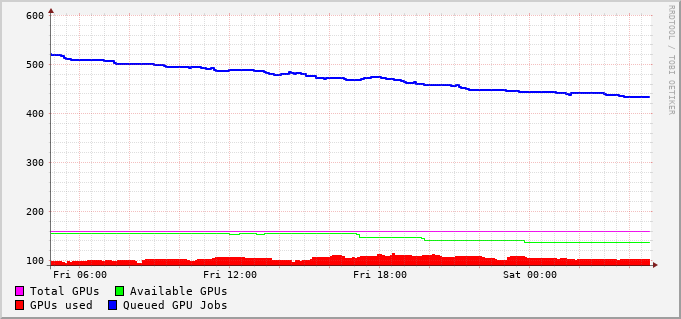 600
500
400
300
200
100
Fri 06:00 Fri 12:00 Fri 18:00 Sat 00:00
Total GPUs Available GPUs
GPUs used Queued GPU Jobs
RRDTOOL / TOBI OETIKER